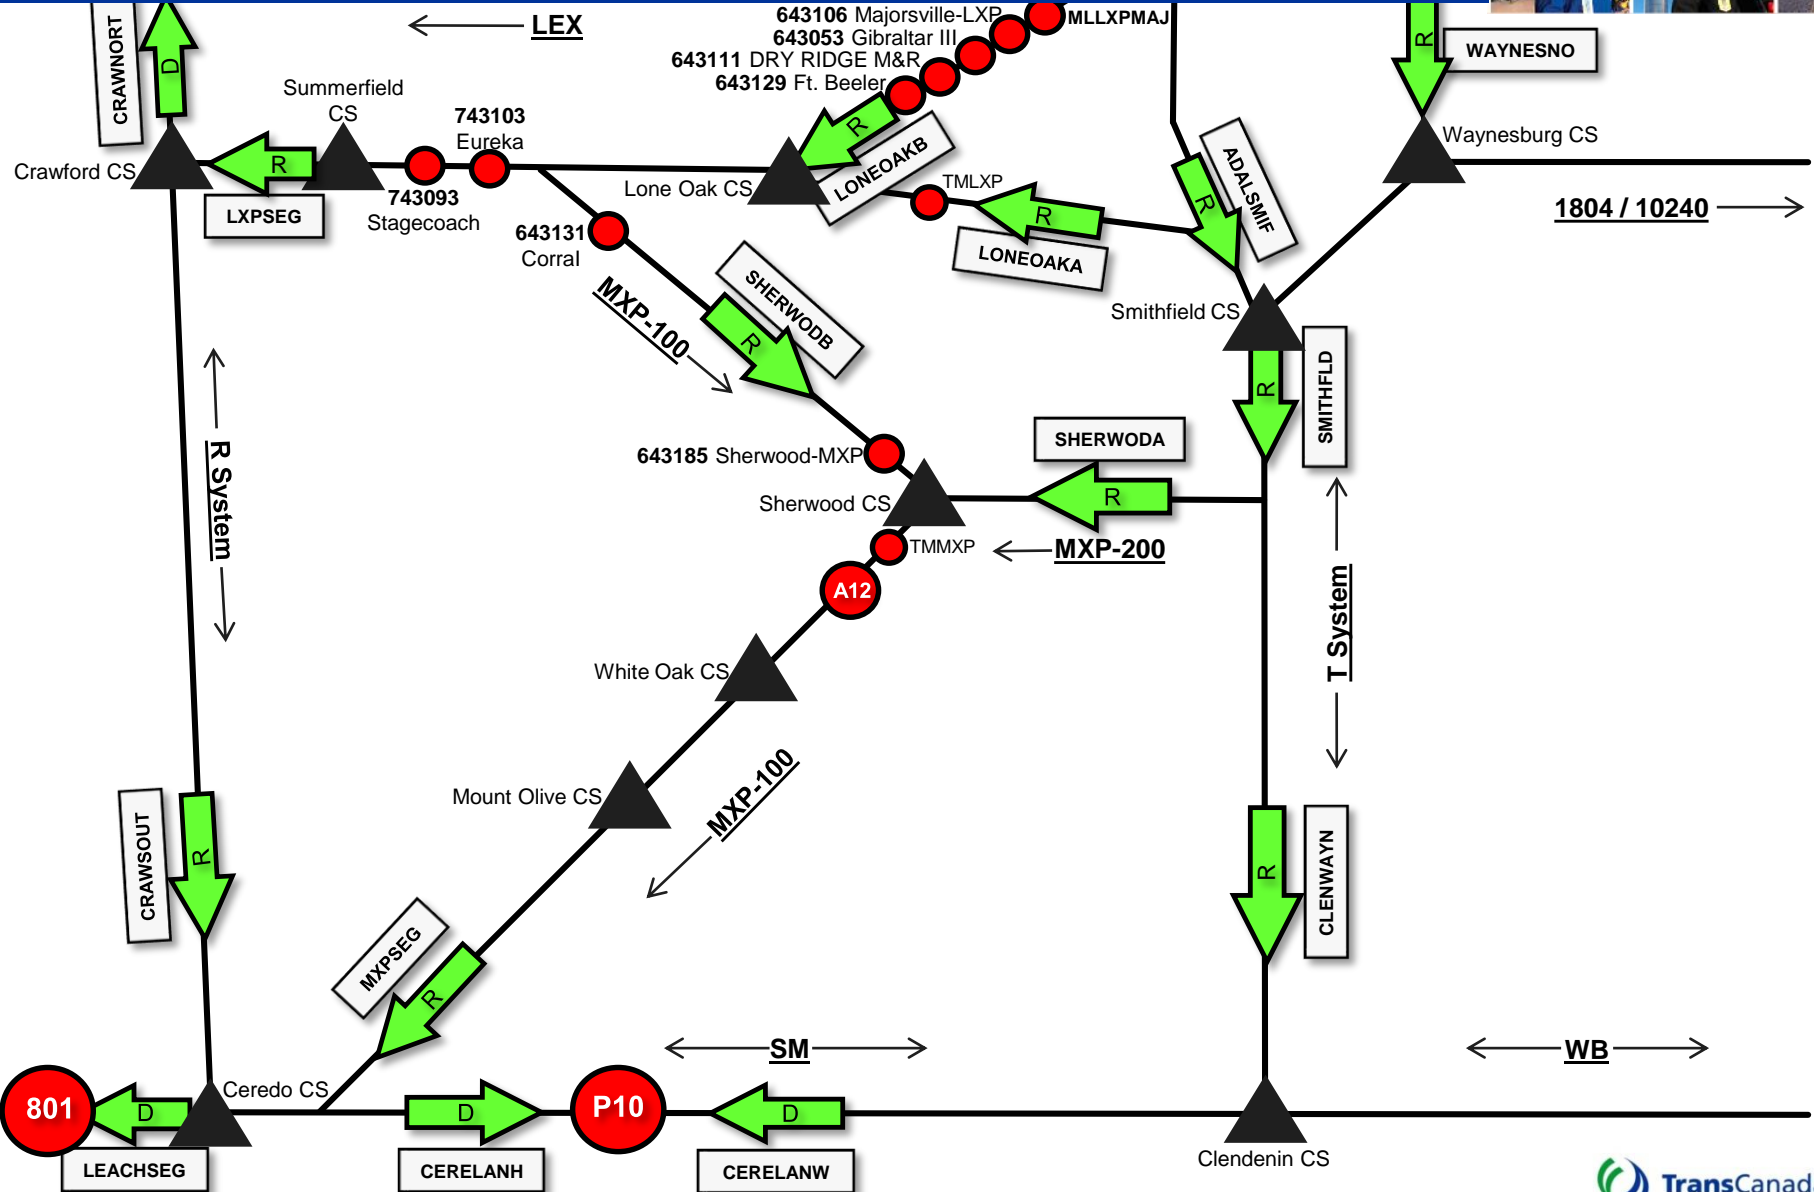 LEX
643106 Majorsville-LXP
MLLXPMAJ
643053 Gibraltar III
643111 DRY RIDGE M&R
643129 Ft. Beeler
CRAWNORT
D
R
WAYNESNO
Summerfield
CS
743103
Eureka
Waynesburg CS
Crawford CS
R
R
LONEOAKB
ADALSMIF
Lone Oak CS
TMLXP
743093
Stagecoach
LXPSEG
R
R
1804 / 10240
643131
Corral
LONEOAKA
SHERWODB
MXP-100
Smithfield CS
R
R
SMITHFLD
SHERWODA
643185 Sherwood-MXP
R System
Sherwood CS
R
TMMXP
MXP-200
A12
T System
White Oak CS
Mount Olive CS
MXP-100
CRAWSOUT
R
R
CLENWAYN
MXPSEG
R
SM
WB
Ceredo CS
801
D
D
P10
D
LEACHSEG
CERELANH
CERELANW
Clendenin CS
TransCanada